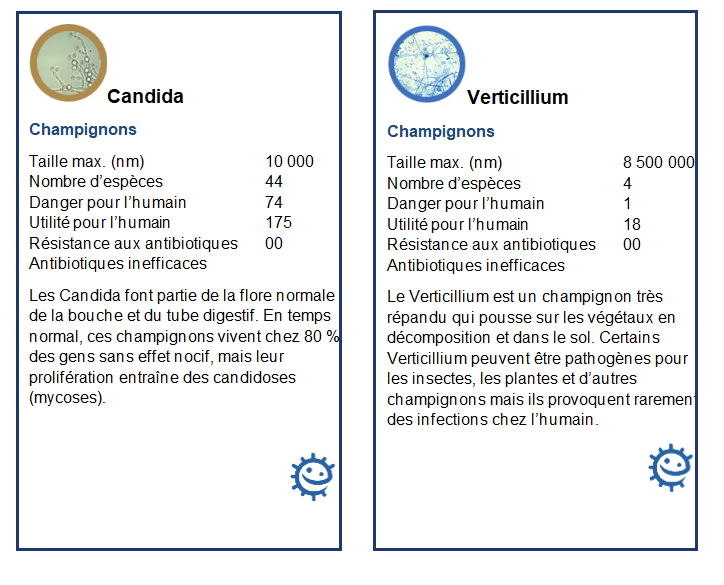 Candida
Champignons
Taille max. (nm) 10 000
Nombre d'espèces 44
Danger pour l'humain 74
Utilité pour l'humain 175
Résistance aux antibiotiques 00
Antibiotiques inefficaces
Les Candida font partie de la flore normale
de la bouche et du tube digestif. En temps
normal, ces champignons vivent chez 80 %
des gens sans effet nocif, mais leur
prolifération entraîne des candidoses
(mycoses).
Verticillium
Champignons
Taille max. (nm) 8 500 000
Nombre d'espèces 4
Danger pour l'humain 1
Utilité pour l'humain 18
Résistance aux antibiotiques 00
Antibiotiques inefficaces
Le Verticillium est un champignon très
répandu qui pousse sur les végétaux en
décomposition et dans le sol. Certains
Verticillium peuvent être pathogènes pour
les insectes, les plantes et d'autres
champignons mais ils provoquent rarement
des infections chez l'humain.